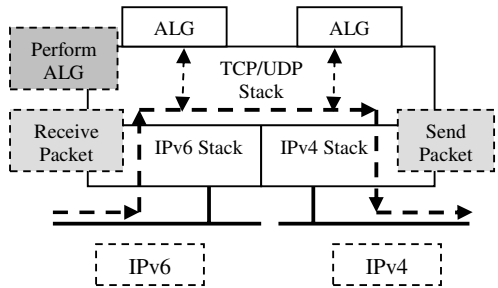 ALG
ALG
Perform
ALG
TCP/UDP
Stack
Receive
Packet
IPv6 Stack
IPv4 Stack
Send
Packet
IPv6
IPv4